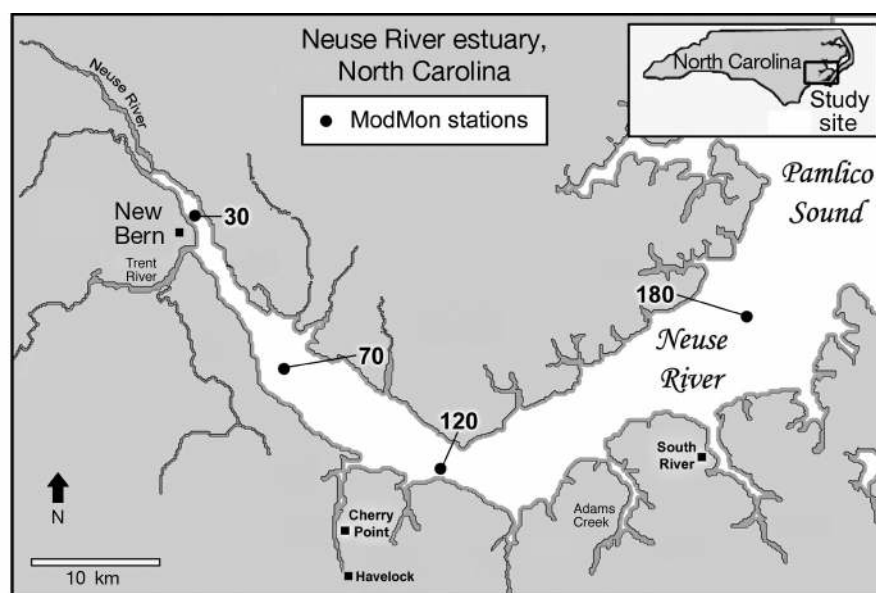 Neuse River estuary,
North Carolina
ModMon stations
North Carolina
Study
site
Neuse River
Pamlico
Sound
New
Bern
30
Trent
River
180
Neuse
River
70
120
South
River
N
Cherry
Point
Adams
Creek
10 km
Havelock